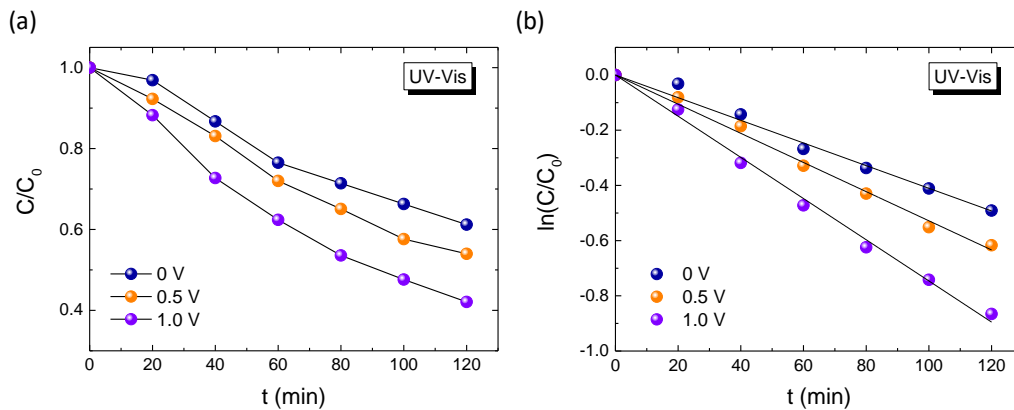 (a)
1.0
0.8
0.6
0.4
C/C₀
UV-Vis
0 V
0.5 V
1.0 V
0 20 40 60 80 100 120
t (min)
(b)
0.0
-0.2
-0.4
-0.6
-0.8
-1.0
ln(C/C₀)
UV-Vis
0 V
0.5 V
1.0 V
0 20 40 60 80 100 120
t (min)